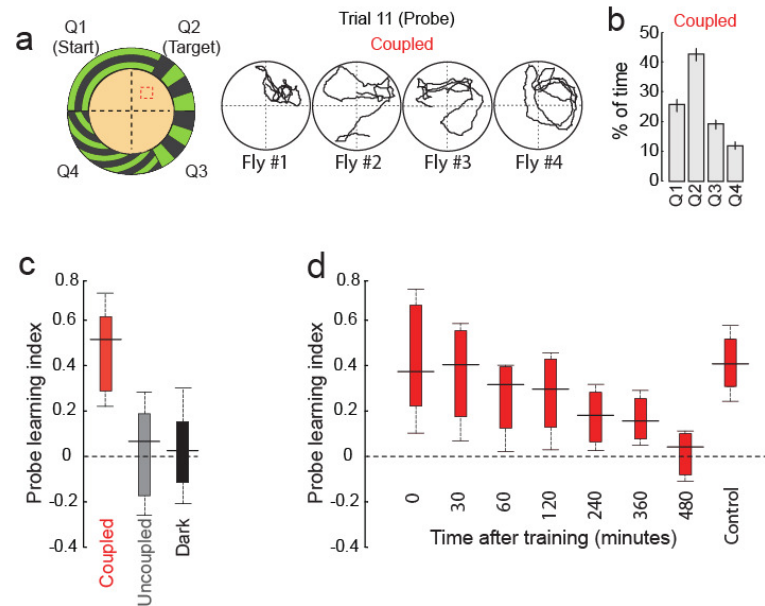 a
Q1
(Start)
Q2
(Target)
Q4
Q3
Trial 11 (Probe)
Coupled
Fly #1
Fly #2
Fly #3
Fly #4
b
Coupled
% of time
50
40
30
20
10
0
Q1
Q2
Q3
Q4
c
Probe learning index
0.8
0.6
0.4
0.2
0
-0.2
-0.4
Coupled
Uncoupled
Dark
d
Probe learning index
0.8
0.6
0.4
0.2
0
-0.2
-0.4
0
30
60
120
240
360
480
Control
Time after training (minutes)